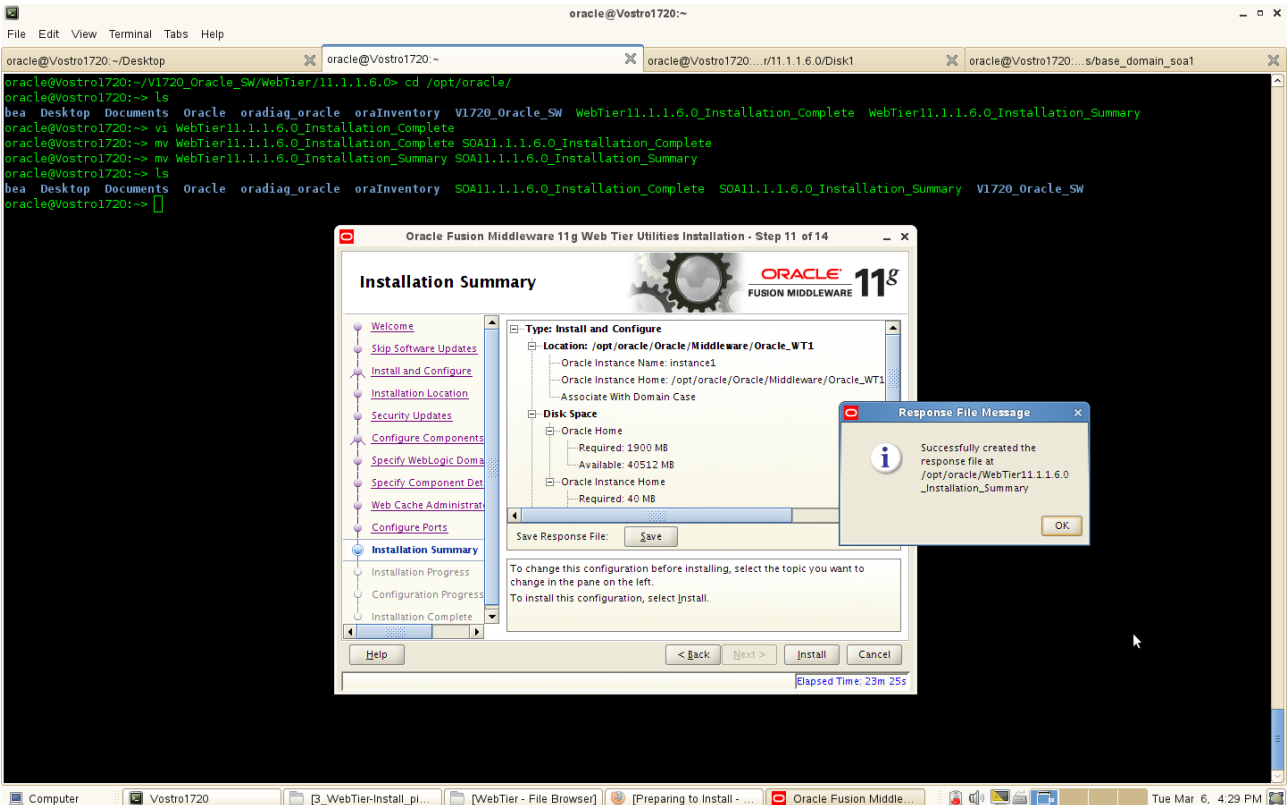 oracle@Vostro1720:~
File Edit View Terminal Tabs Help
oracle@Vostro1720:~/Desktop
oracle@Vostro1720:~
oracle@Vostro1720:...r/11.1.1.6.0/Disk1
oracle@Vostro1720:...s/base_domain_soa1
oracle@Vostro1720:~/V1720_Oracle_SW/WebTier/11.1.1.6.0> cd /opt/oracle/
oracle@Vostro1720:~> ls
bea Desktop Documents Oracle oradiag_oracle oraInventory V1720_Oracle_SW WebTier11.1.1.6.0_Installation_Complete WebTier11.1.1.6.0_Installation_Summary
oracle@Vostro1720:~> vi WebTier11.1.1.6.0_Installation_Complete
oracle@Vostro1720:~> mv WebTier11.1.1.6.0_Installation_Complete SOA11.1.1.6.0_Installation_Complete
oracle@Vostro1720:~> mv WebTier11.1.1.6.0_Installation_Summary SOA11.1.1.6.0_Installation_Summary
oracle@Vostro1720:~> ls
bea Desktop Documents Oracle oradiag_oracle oraInventory SOA11.1.1.6.0_Installation_Complete SOA11.1.1.6.0_Installation_Summary V1720_Oracle_SW
oracle@Vostro1720:~>
Oracle Fusion Middleware 11g Web Tier Utilities Installation - Step 11 of 14
Installation Summary
ORACLE
FUSION MIDDLEWARE
11g
Welcome
Skip Software Updates
Install and Configure
Installation Location
Security Updates
Configure Components
Specify WebLogic Doma
Specify Component Det
Web Cache Administrat
Configure Ports
Installation Summary
Installation Progress
Configuration Progress
Installation Complete
Type: Install and Configure
Location: /opt/oracle/Oracle/Middleware/Oracle_WT1
Oracle Instance Name: instance1
Oracle Instance Home: /opt/oracle/Oracle/Middleware/Oracle_WT1
Associate With Domain Case
Disk Space
Oracle Home
Required: 1900 MB
Available: 40512 MB
Oracle Instance Home
Required: 40 MB
Save Response File:
Save
To change this configuration before installing, select the topic you want to
change in the pane on the left.
To install this configuration, select Install.
Help
< Back
Next >
Install
Cancel
Elapsed Time: 23m 25s
Response File Message
Successfully created the
response file at
/opt/oracle/WebTier11.1.1.6.0
_Installation_Summary
OK
Computer
Vostro1720
[3_WebTier-Install_pi...
[WebTier - File Browser]
[Preparing to Install - ...
Oracle Fusion Middle...
Tue Mar 6, 4:29 PM